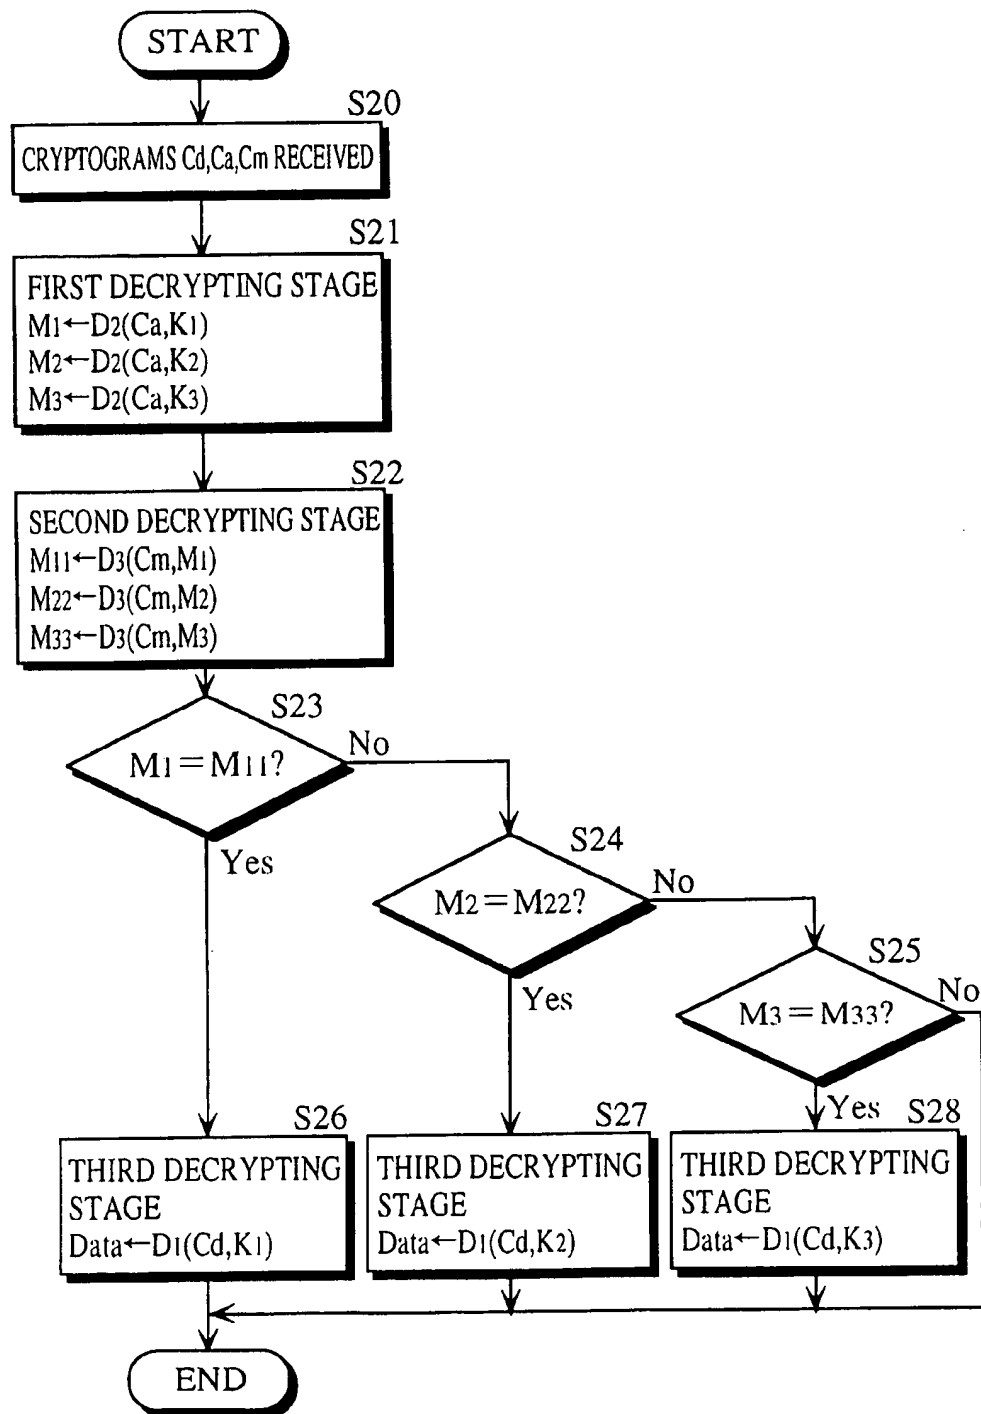 START
S20
CRYPTOGRAMS Cd,Ca,Cm RECEIVED
S21
FIRST DECRYPTING STAGE
M1←D2(Ca,K1)
M2←D2(Ca,K2)
M3←D2(Ca,K3)
S22
SECOND DECRYPTING STAGE
M11←D3(Cm,M1)
M22←D3(Cm,M2)
M33←D3(Cm,M3)
S23
M1=M11?
No
Yes
S24
M2=M22?
No
Yes
S25
M3=M33?
No
Yes
S26
THIRD DECRYPTING
STAGE
Data←D1(Cd,K1)
S27
THIRD DECRYPTING
STAGE
Data←D1(Cd,K2)
S28
THIRD DECRYPTING
STAGE
Data←D1(Cd,K3)
END